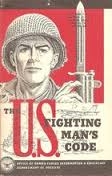 THE
U.S. FIGHTING
MAN'S
CODE
OFFICE OF ARMED FORCES INFORMATION & EDUCATION
DEPARTMENT OF DEFENSE